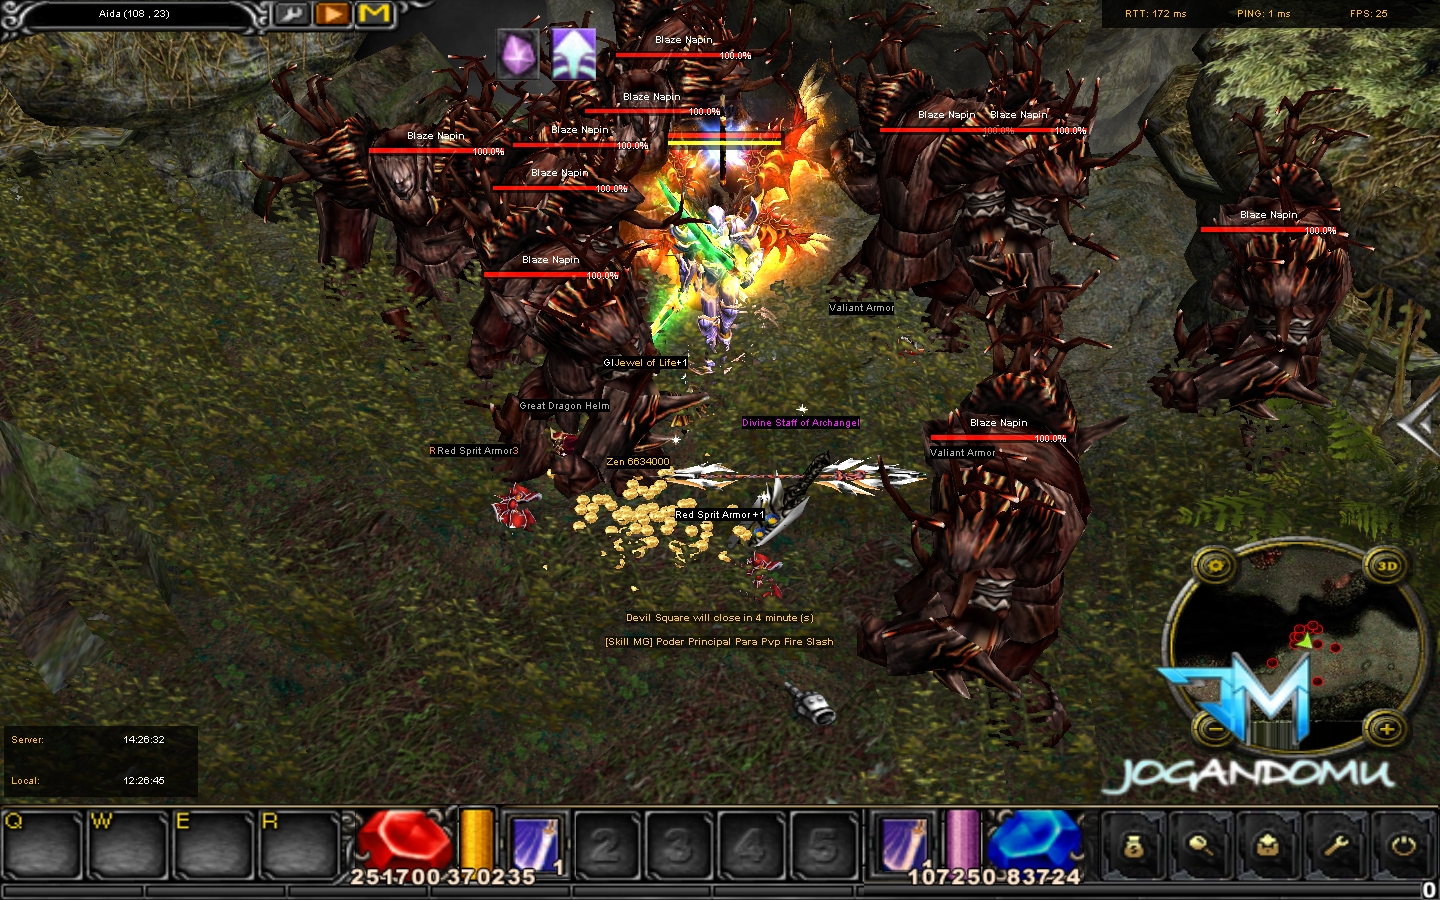 Aida (108 , 23)
RTT: 172 ms PING: 1 ms FPS: 25
Blaze Napin
100.0%
Blaze Napin
100.0%
Blaze Napin
100.0%
Blaze Napin
100.0%
Blaze Napin Blaze Napin
100.0% 100.0%
Blaze Napin
100.0%
Blaze Napin
100.0%
Blaze Napin
100.0%
Valiant Armor
Jewel of Life+1
Great Dragon Helm
Divine Staff of Archangel
Blaze Napin
100.0%
RRed Sprit Armor3
Valiant Armor
Zen 6634000
Red Sprit Armor +1
3D
Devil Square will close in 4 minute (s)
[Skill MG] Poder Principal Para Pvp Fire Slash
JM
JOGANDOMU
Server: 14:26:32
Local: 12:26:45
Q W E R
1 2 3 4 5 1
251700 370235 107250 83724
0